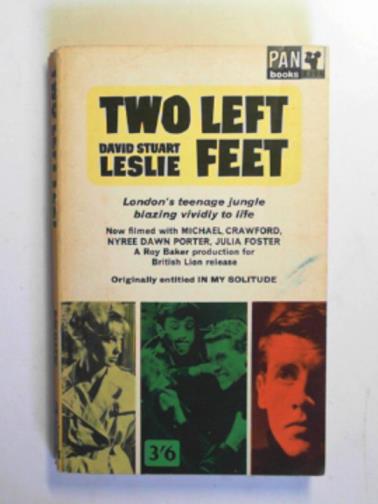 PAN
books
TWO LEFT
DAVID STUART
LESLIE FEET
London's teenage jungle
blazing vividly to life
Now filmed with MICHAEL CRAWFORD,
NYREE DAWN PORTER, JULIA FOSTER
A Roy Baker production for
British Lion release
Originally entitled IN MY SOLITUDE
3'6